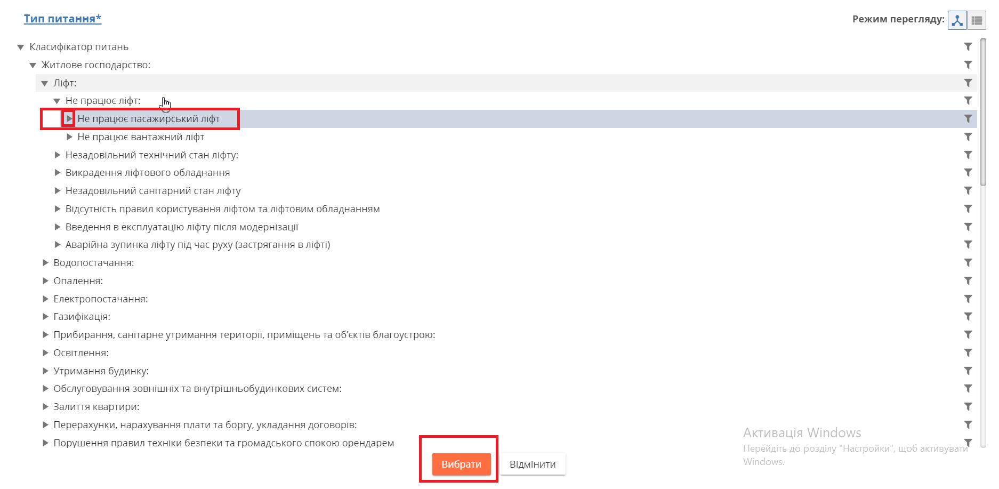 Тип питання*
Режим перегляду:
Класифікатор питань
Житлове господарство:
Ліфт:
Не працює ліфт:
Не працює пасажирський ліфт
Не працює вантажний ліфт
Незадовільний технічний стан ліфту:
Викрадення ліфтового обладнання
Незадовільний санітарний стан ліфту
Відсутність правил користування ліфтом та ліфтовим обладнанням
Введення в експлуатацію ліфту після модернізації
Аварійна зупинка ліфту під час руху (застрягання в ліфті)
Водопостачання:
Опалення:
Електропостачання:
Газифікація:
Прибирання, санітарне утримання території, приміщень та об’єктів благоустрою:
Освітлення:
Утримання будинку:
Обслуговування зовнішніх та внутрішньобудинкових систем:
Залиття квартири:
Перерахунки, нарахування плати та боргу, укладання договорів:
Порушення правил техніки безпеки та громадського спокою орендарем
Вибрати
Відмінити
Активація Windows
Перейдіть до розділу "Настройки", щоб активувати
Windows.